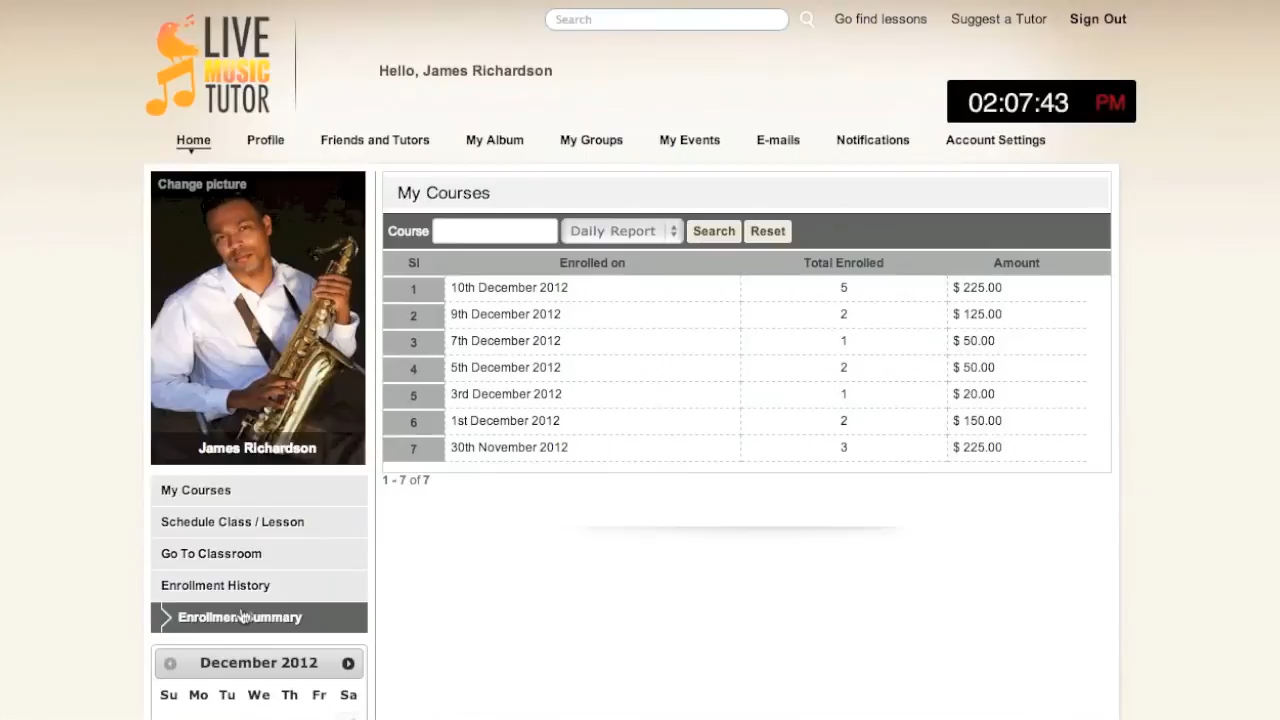 LIVE
MUSIC
TUTOR
Search
Go find lessons
Suggest a Tutor
Sign Out
Hello, James Richardson
02:07:43 PM
Home
Profile
Friends and Tutors
My Album
My Groups
My Events
E-mails
Notifications
Account Settings
Change picture
James Richardson
My Courses
Schedule Class / Lesson
Go To Classroom
Enrollment History
Enrollment Summary
December 2012
Su Mo Tu We Th Fr Sa
My Courses
Course Daily Report Search Reset
Sl Enrolled on Total Enrolled Amount
1 10th December 2012 5 $ 225.00
2 9th December 2012 2 $ 125.00
3 7th December 2012 1 $ 50.00
4 5th December 2012 2 $ 50.00
5 3rd December 2012 1 $ 20.00
6 1st December 2012 2 $ 150.00
7 30th November 2012 3 $ 225.00
1 - 7 of 7